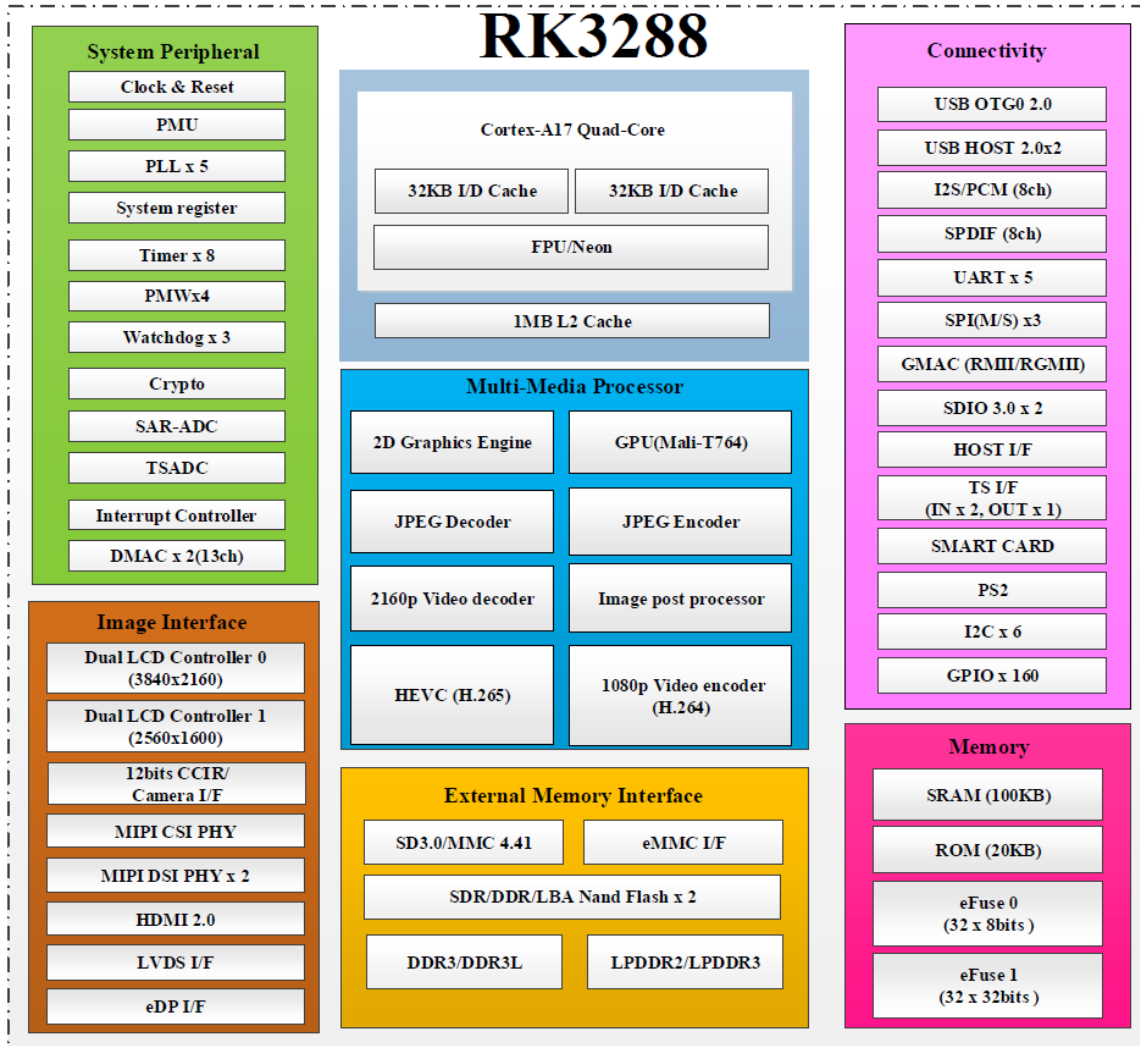 RK3288
System Peripheral
Clock & Reset
PMU
PLL x 5
System register
Timer x 8
PMWx4
Watchdog x 3
Crypto
SAR-ADC
TSADC
Interrupt Controller
DMAC x 2(13ch)
Image Interface
Dual LCD Controller 0
(3840x2160)
Dual LCD Controller 1
(2560x1600)
12bits CCIR/
Camera I/F
MIPI CSI PHY
MIPI DSI PHY x 2
HDMI 2.0
LVDS I/F
eDP I/F
Cortex-A17 Quad-Core
32KB I/D Cache
32KB I/D Cache
FPU/Neon
1MB L2 Cache
Multi-Media Processor
2D Graphics Engine
GPU(Mali-T764)
JPEG Decoder
JPEG Encoder
2160p Video decoder
Image post processor
HEVC (H.265)
1080p Video encoder
(H.264)
External Memory Interface
SD3.0/MMC 4.41
eMMC I/F
SDR/DDR/LBA Nand Flash x 2
DDR3/DDR3L
LPDDR2/LPDDR3
Connectivity
USB OTG0 2.0
USB HOST 2.0x2
I2S/PCM (8ch)
SPDIF (8ch)
UART x 5
SPI(M/S) x3
GMAC (RMII/RGMII)
SDIO 3.0 x 2
HOST I/F
TS I/F
(IN x 2, OUT x 1)
SMART CARD
PS2
I2C x 6
GPIO x 160
Memory
SRAM (100KB)
ROM (20KB)
eFuse 0
(32 x 8bits )
eFuse 1
(32 x 32bits )